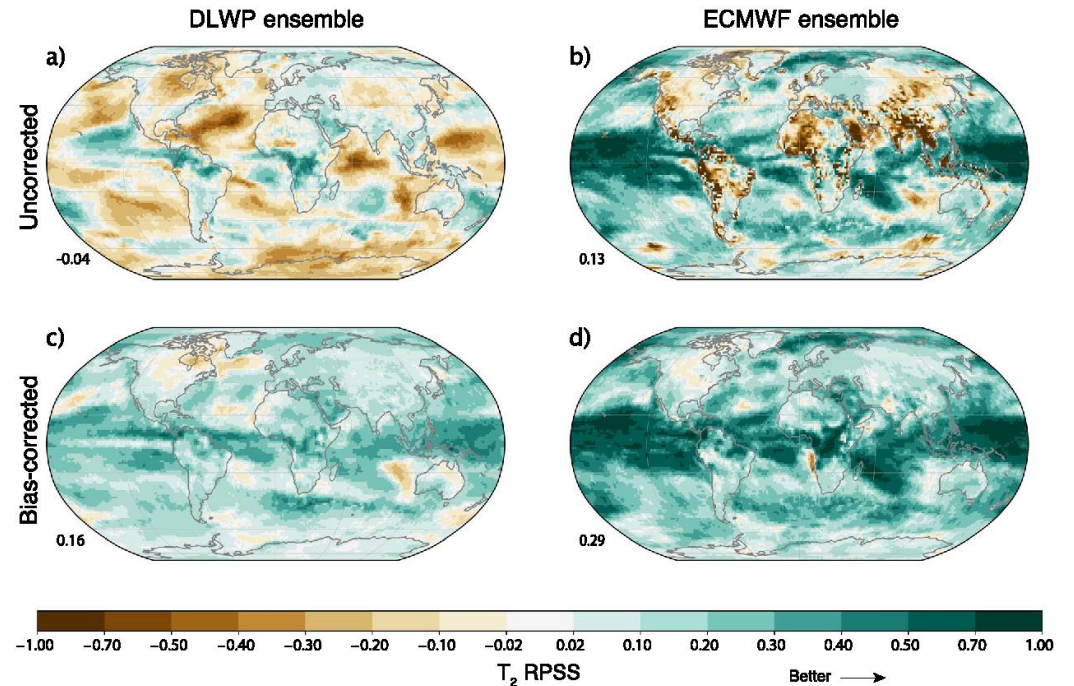 DLWP ensemble
ECMWF ensemble
a)
b)
Uncorrected
-0.04
0.13
c)
d)
Bias-corrected
0.16
0.29
−1.00 −0.70 −0.50 −0.40 −0.30 −0.20 −0.10 −0.02 0.02 0.10 0.20 0.30 0.40 0.50 0.70 1.00
T₂ RPSS
Better →